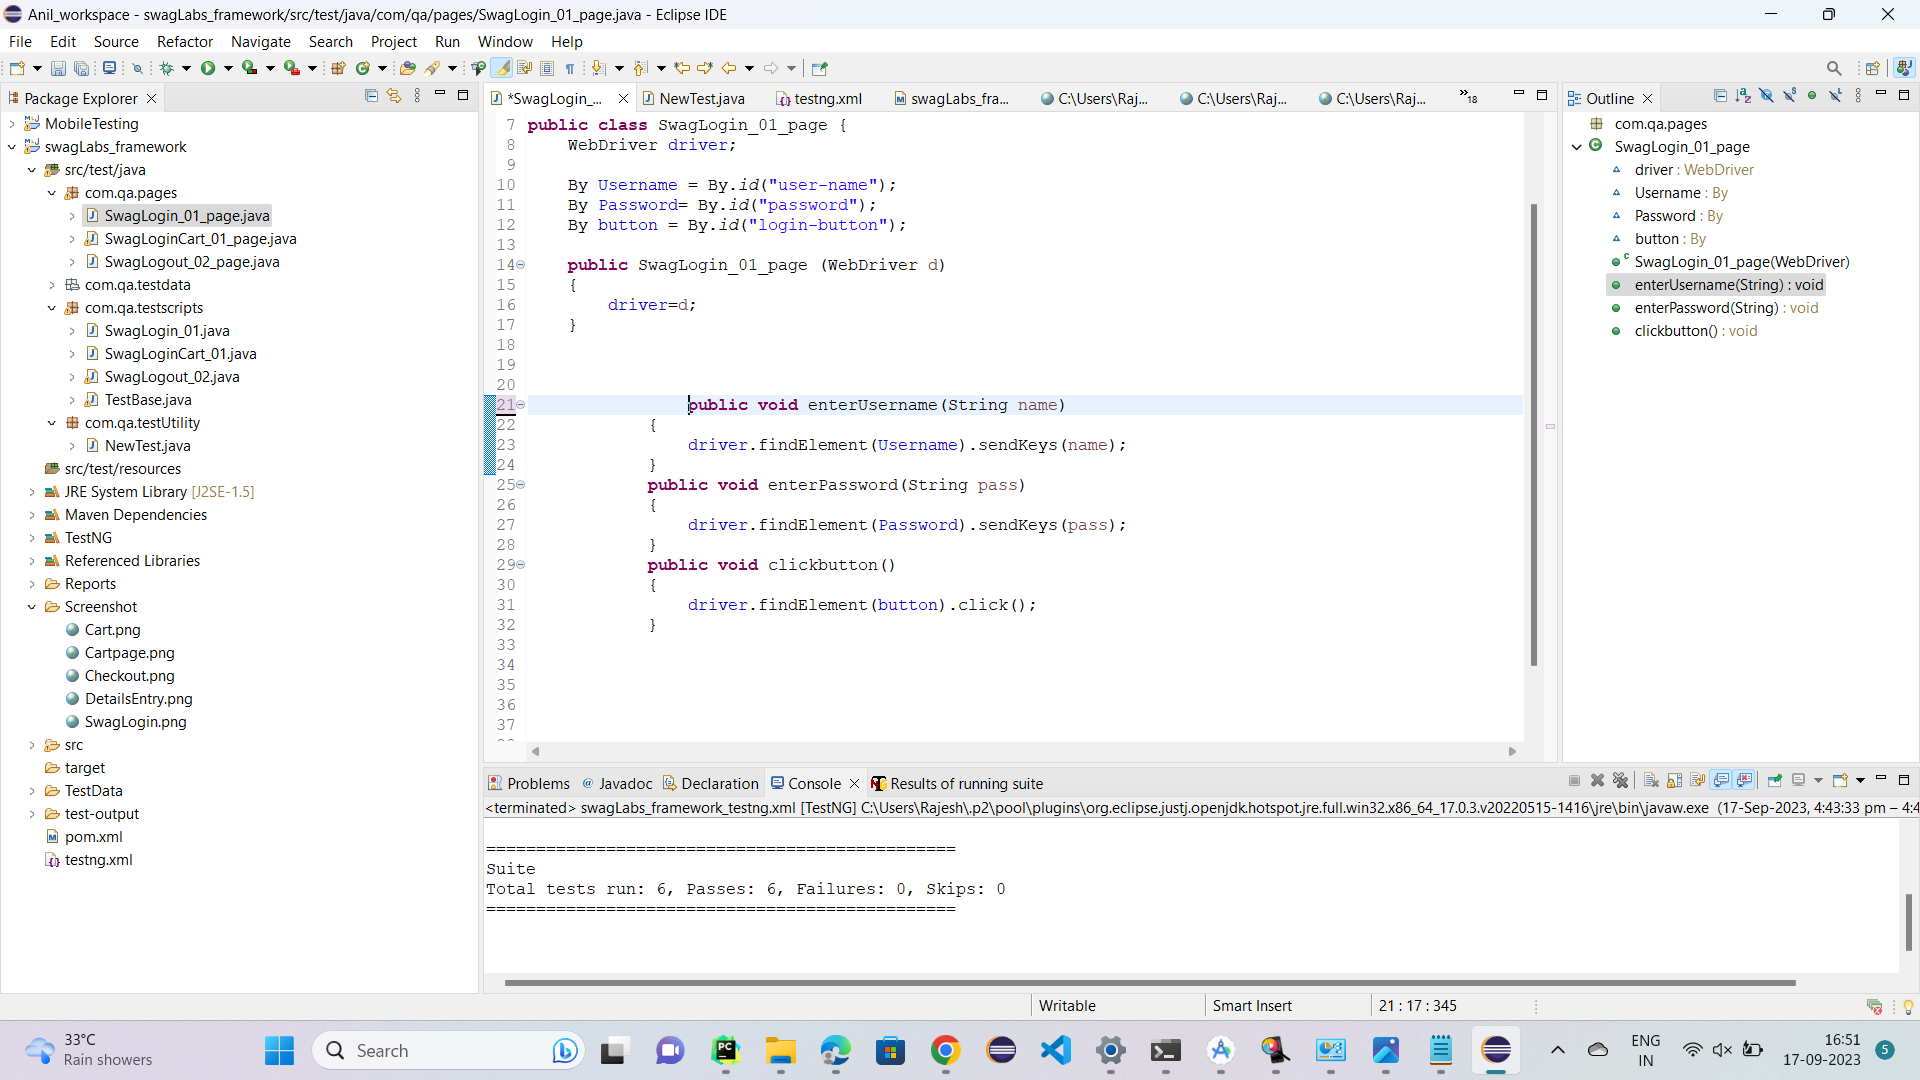 Anil_workspace - swagLabs_framework/src/test/java/com/qa/pages/SwagLogin_01_page.java - Eclipse IDE
File Edit Source Refactor Navigate Search Project Run Window Help
Package Explorer
MobileTesting
swagLabs_framework
src/test/java
com.qa.pages
SwagLogin_01_page.java
SwagLoginCart_01_page.java
SwagLogout_02_page.java
com.qa.testdata
com.qa.testscripts
SwagLogin_01.java
SwagLoginCart_01.java
SwagLogout_02.java
TestBase.java
com.qa.testUtility
NewTest.java
src/test/resources
JRE System Library [J2SE-1.5]
Maven Dependencies
TestNG
Referenced Libraries
Reports
Screenshot
Cart.png
Cartpage.png
Checkout.png
DetailsEntry.png
SwagLogin.png
src
target
TestData
test-output
pom.xml
testng.xml
*SwagLogin_... NewTest.java testng.xml swagLabs_fra... C:\Users\Raj... C:\Users\Raj... C:\Users\Raj... »18
7 public class SwagLogin_01_page {
8 WebDriver driver;
9
10 By Username = By.id("user-name");
11 By Password= By.id("password");
12 By button = By.id("login-button");
13
14 public SwagLogin_01_page (WebDriver d)
15 {
16 driver=d;
17 }
18
19
20
21 public void enterUsername(String name)
22 {
23 driver.findElement(Username).sendKeys(name);
24 }
25 public void enterPassword(String pass)
26 {
27 driver.findElement(Password).sendKeys(pass);
28 }
29 public void clickbutton()
30 {
31 driver.findElement(button).click();
32 }
33
34
35
36
37
Outline
com.qa.pages
SwagLogin_01_page
driver : WebDriver
Username : By
Password : By
button : By
SwagLogin_01_page(WebDriver)
enterUsername(String) : void
enterPassword(String) : void
clickbutton() : void
Problems @ Javadoc Declaration Console Results of running suite
<terminated> swagLabs_framework_testng.xml [TestNG] C:\Users\Rajesh\.p2\pool\plugins\org.eclipse.justj.openjdk.hotspot.jre.full.win32.x86_64_17.0.3.v20220515-1416\jre\bin\javaw.exe (17-Sep-2023, 4:43:33 pm – 4:4
===============================================
Suite
Total tests run: 6, Passes: 6, Failures: 0, Skips: 0
===============================================
Writable Smart Insert 21 : 17 : 345
33°C
Rain showers
Search
PC
ENG
IN
16:51
17-09-2023
5